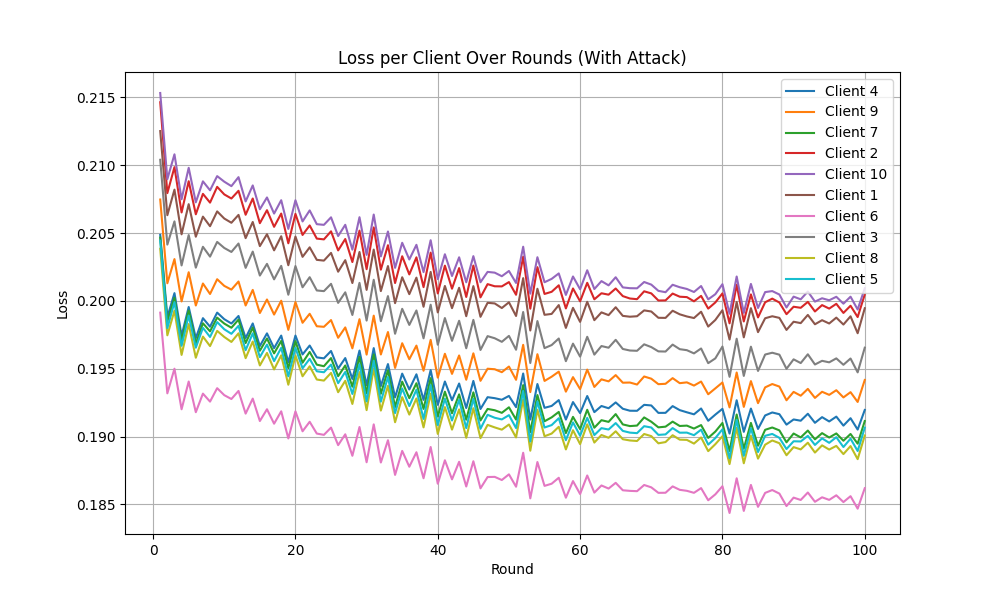 Loss per Client Over Rounds (With Attack)
Loss
0.215
0.210
0.205
0.200
0.195
0.190
0.185
0
20
40
60
80
100
Round
Client 4
Client 9
Client 7
Client 2
Client 10
Client 1
Client 6
Client 3
Client 8
Client 5